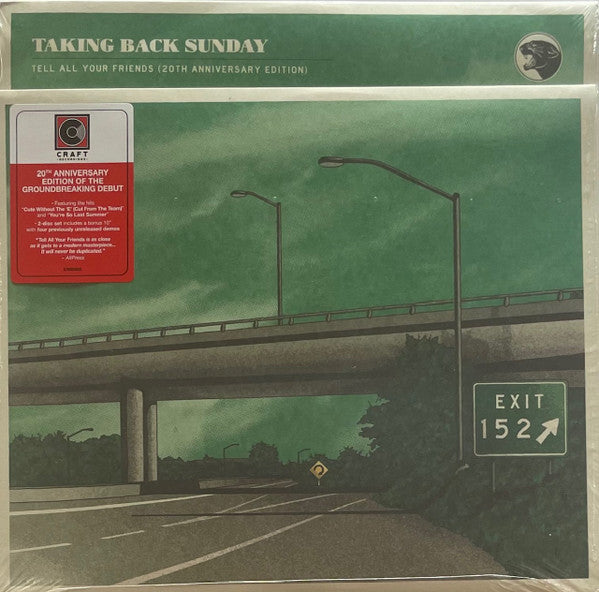 TAKING BACK SUNDAY
TELL ALL YOUR FRIENDS (20TH ANNIVERSARY EDITION)
CRAFT
RECORDINGS
20TH ANNIVERSARY
EDITION OF THE
GROUNDBREAKING DEBUT
• Featuring the hits
"Cute Without The 'E' (Cut From The Team)"
and "You're So Last Summer"
• 2-disc set includes a bonus 10"
with four previously unreleased demos
"Tell All Your Friends is as close
as it gets to a modern masterpiece...
It will never be duplicated."
– AltPress
EXIT
152